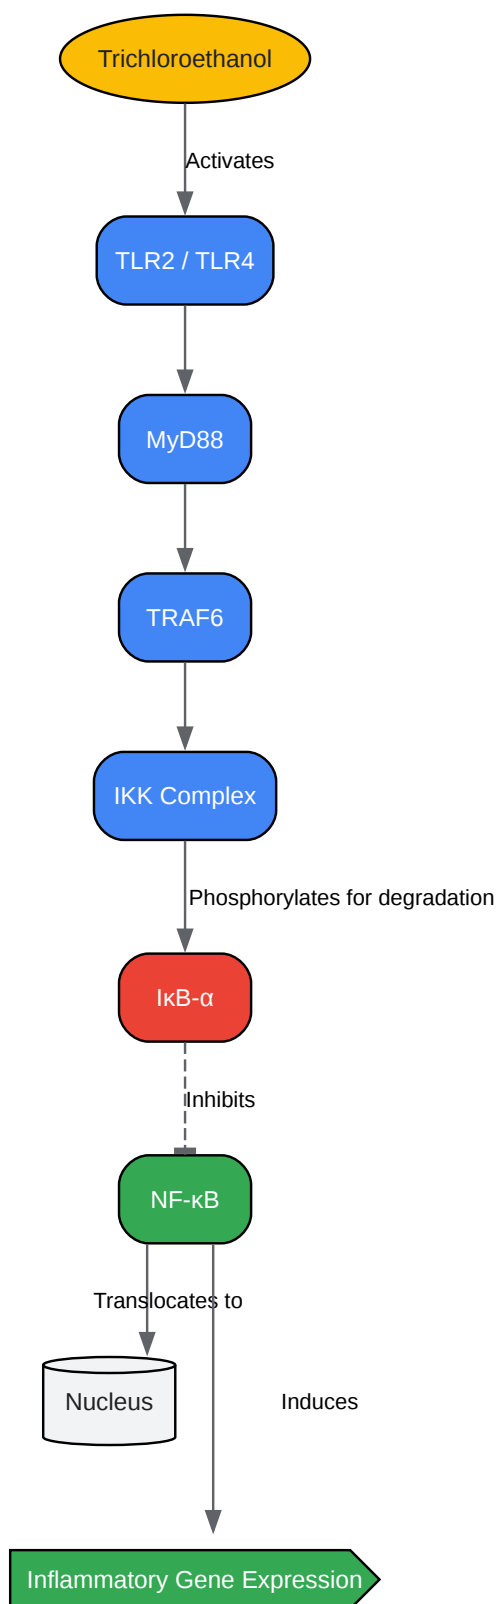 Trichloroethanol
Activates
TLR2 / TLR4
MyD88
TRAF6
IKK Complex
Phosphorylates for degradation
IκB-α
Inhibits
NF-κB
Translocates to
Nucleus
Induces
Inflammatory Gene Expression